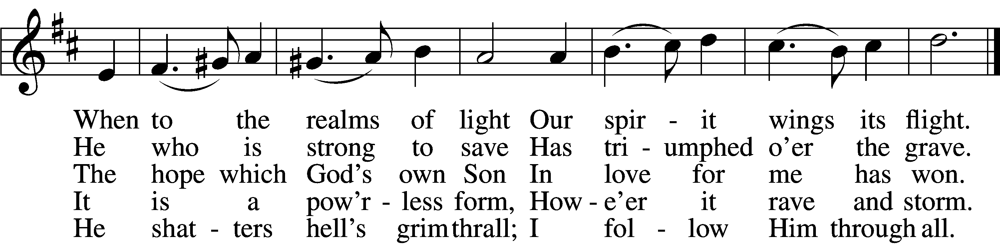 When to the realms of light Our spir - it wings its flight.
He who is strong to save Has tri - umphed o'er the grave.
The hope which God's own Son In love for me has won.
It is a pow'r - less form, How - e'er it rave and storm.
He shat - ters hell's grim thrall; I fol - low Him through all.